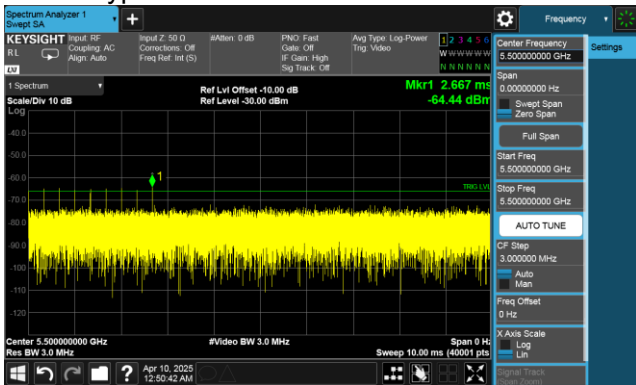 Spectrum Analyzer 1
Swept SA
Frequency
KEYSIGHT
RL
LXI
Input: RF
Coupling: AC
Align: Auto
Input Z: 50 Ω
Corrections: Off
Freq Ref: Int (S)
#Atten: 0 dB
PNO: Fast
Gate: Off
IF Gain: High
Sig Track: Off
Avg Type: Log-Power
Trig: Video
1 2 3 4 5 6
W W W W W W
N N N N N N
1 Spectrum
Scale/Div 10 dB
Log
Ref Lvl Offset -10.00 dB
Ref Level -30.00 dBm
Mkr1 2.667 ms
-64.44 dBm
-40.0
-50.0
-60.0
-70.0
-80.0
-90.0
-100
-110
-120
1
TRIG LVL
Center 5.500000000 GHz
Res BW 3.0 MHz
#Video BW 3.0 MHz
Span 0 Hz
Sweep 10.00 ms (40001 pts)
?
Apr 10, 2025
12:50:42 AM
Center Frequency
5.500000000 GHz
Span
0.00000000 Hz
Swept Span
Zero Span
Full Span
Start Freq
5.500000000 GHz
Stop Freq
5.500000000 GHz
AUTO TUNE
CF Step
3.000000 MHz
Auto
Man
Freq Offset
0 Hz
X Axis Scale
Log
Lin
Signal Track
(Span Zoom)
Settings